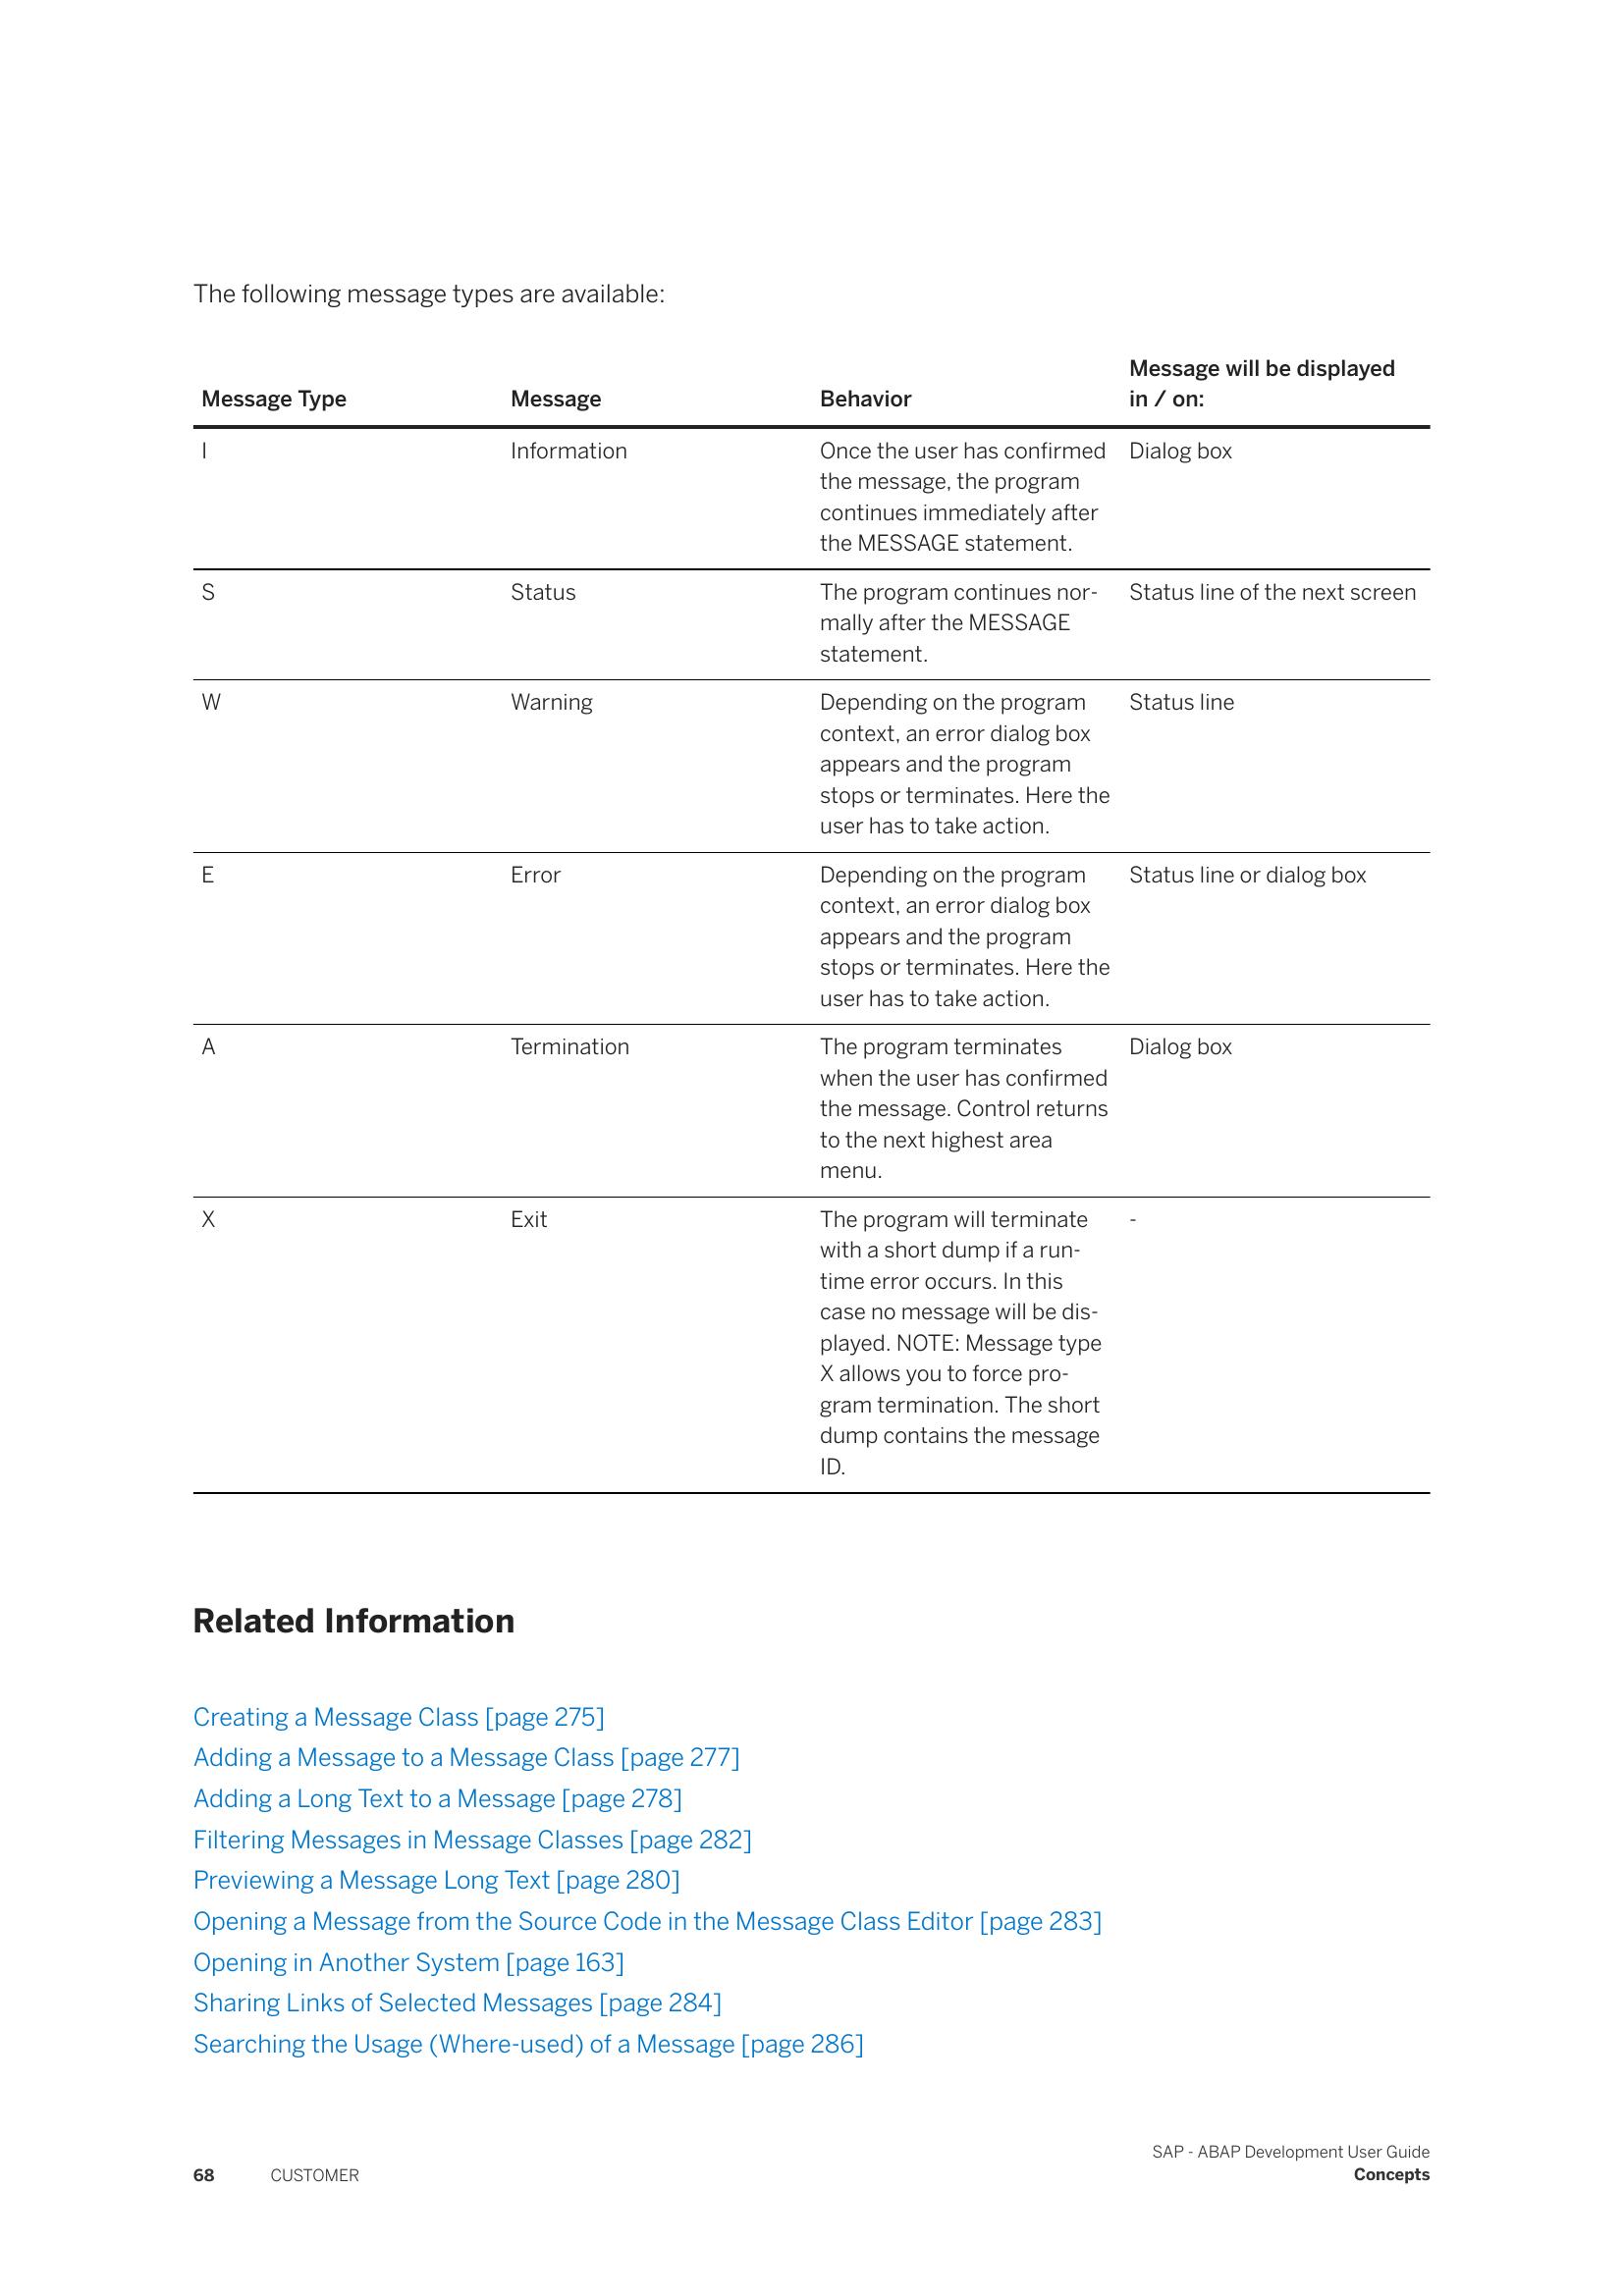 The following message types are available:
Message Type Message Behavior Message will be displayed
in / on:
I Information Once the user has confirmed Dialog box
the message, the program
continues immediately after
the MESSAGE statement.
S Status The program continues nor- Status line of the next screen
mally after the MESSAGE
statement.
W Warning Depending on the program Status line
context, an error dialog box
appears and the program
stops or terminates. Here the
user has to take action.
E Error Depending on the program Status line or dialog box
context, an error dialog box
appears and the program
stops or terminates. Here the
user has to take action.
A Termination The program terminates Dialog box
when the user has confirmed
the message. Control returns
to the next highest area
menu.
X Exit The program will terminate -
with a short dump if a run-
time error occurs. In this
case no message will be dis-
played. NOTE: Message type
X allows you to force pro-
gram termination. The short
dump contains the message
ID.
Related Information
Creating a Message Class [page 275]
Adding a Message to a Message Class [page 277]
Adding a Long Text to a Message [page 278]
Filtering Messages in Message Classes [page 282]
Previewing a Message Long Text [page 280]
Opening a Message from the Source Code in the Message Class Editor [page 283]
Opening in Another System [page 163]
Sharing Links of Selected Messages [page 284]
Searching the Usage (Where-used) of a Message [page 286]
SAP - ABAP Development User Guide
68 CUSTOMER Concepts